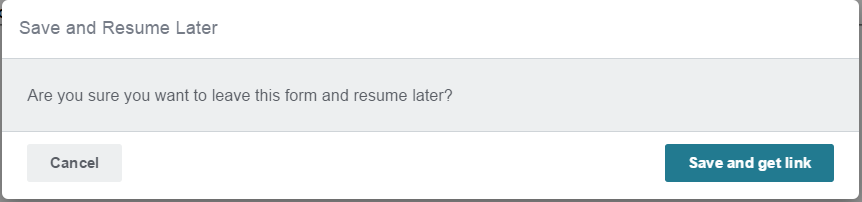 Save and Resume Later
Are you sure you want to leave this form and resume later?
Cancel
Save and get link